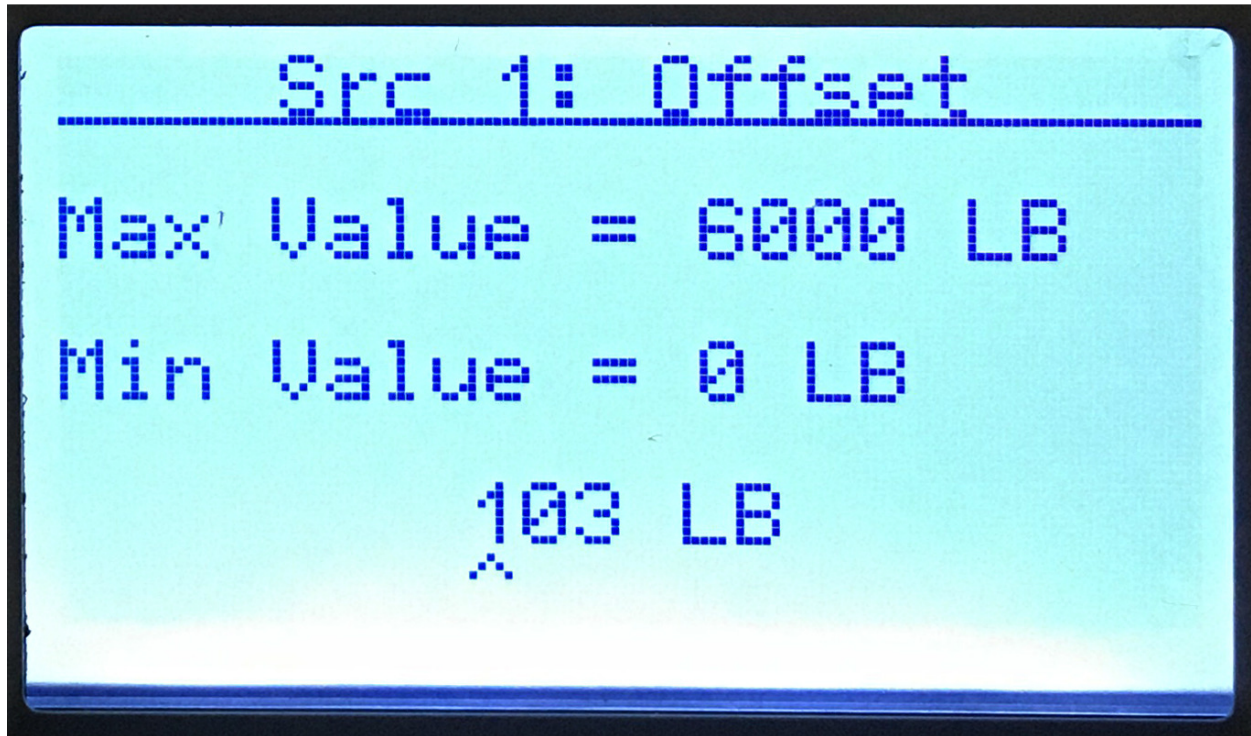 Src 1: Offset
Max Value = 6000 LB
Min Value = 0 LB
103 LB
^